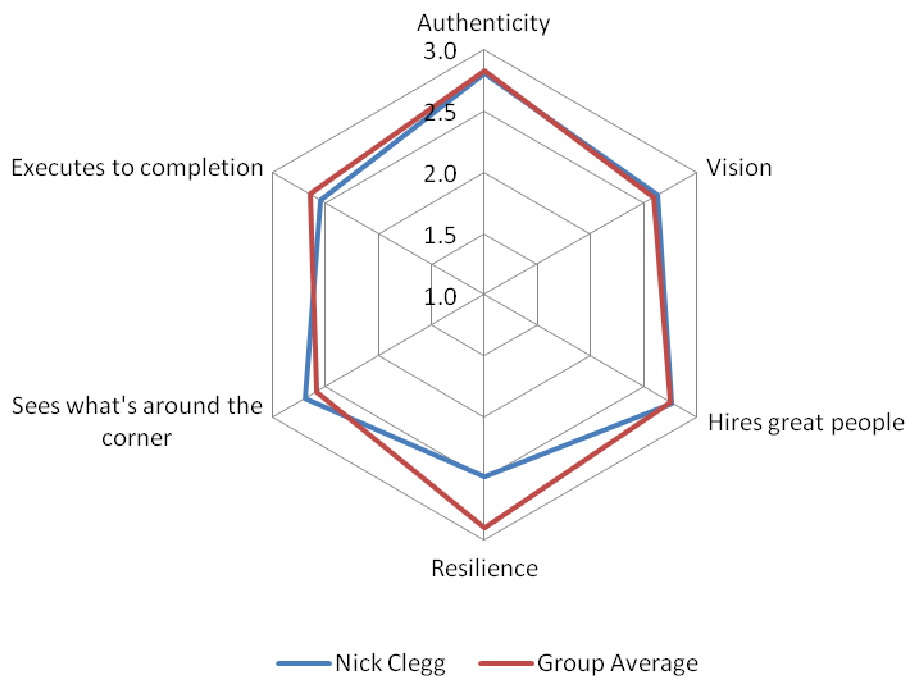 Authenticity
3.0
2.5
Executes to completion
Vision
2.0
1.5
1.0
Sees what's around the
corner
Hires great people
Resilience
Nick Clegg
Group Average